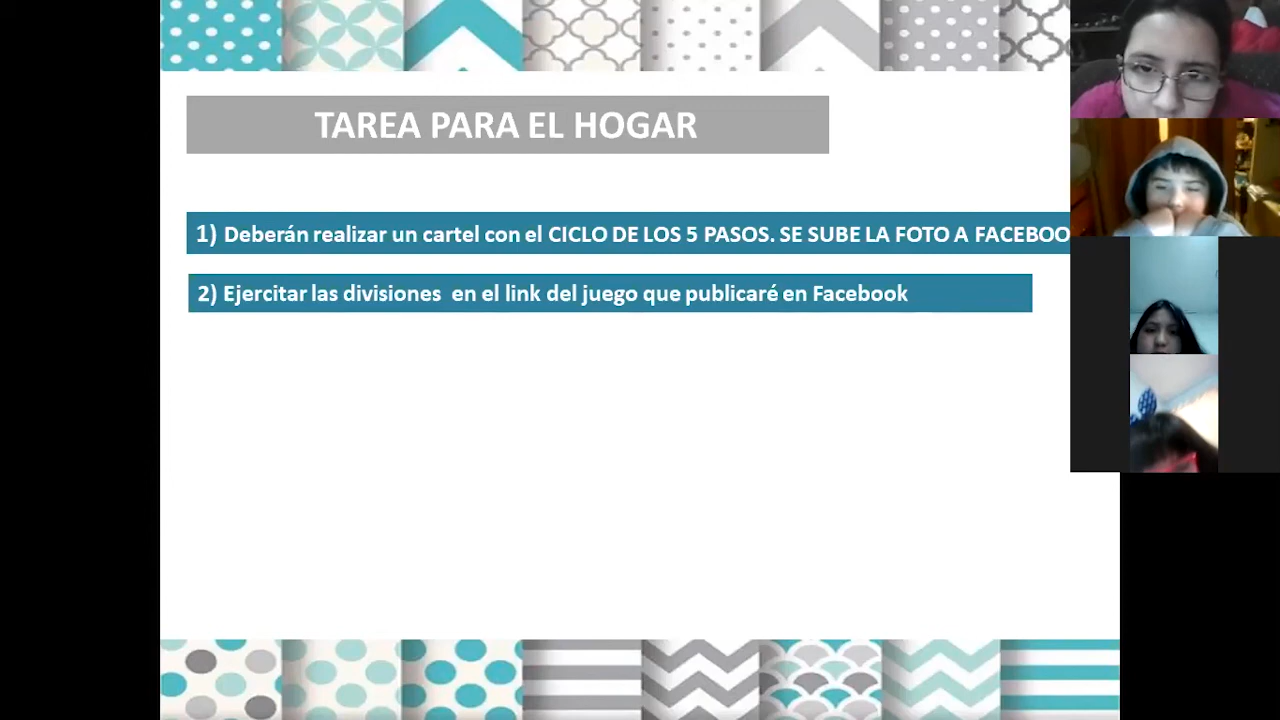 TAREA PARA EL HOGAR
1) Deberán realizar un cartel con el CICLO DE LOS 5 PASOS. SE SUBE LA FOTO A FACEBOO
2) Ejercitar las divisiones en el link del juego que publicaré en Facebook